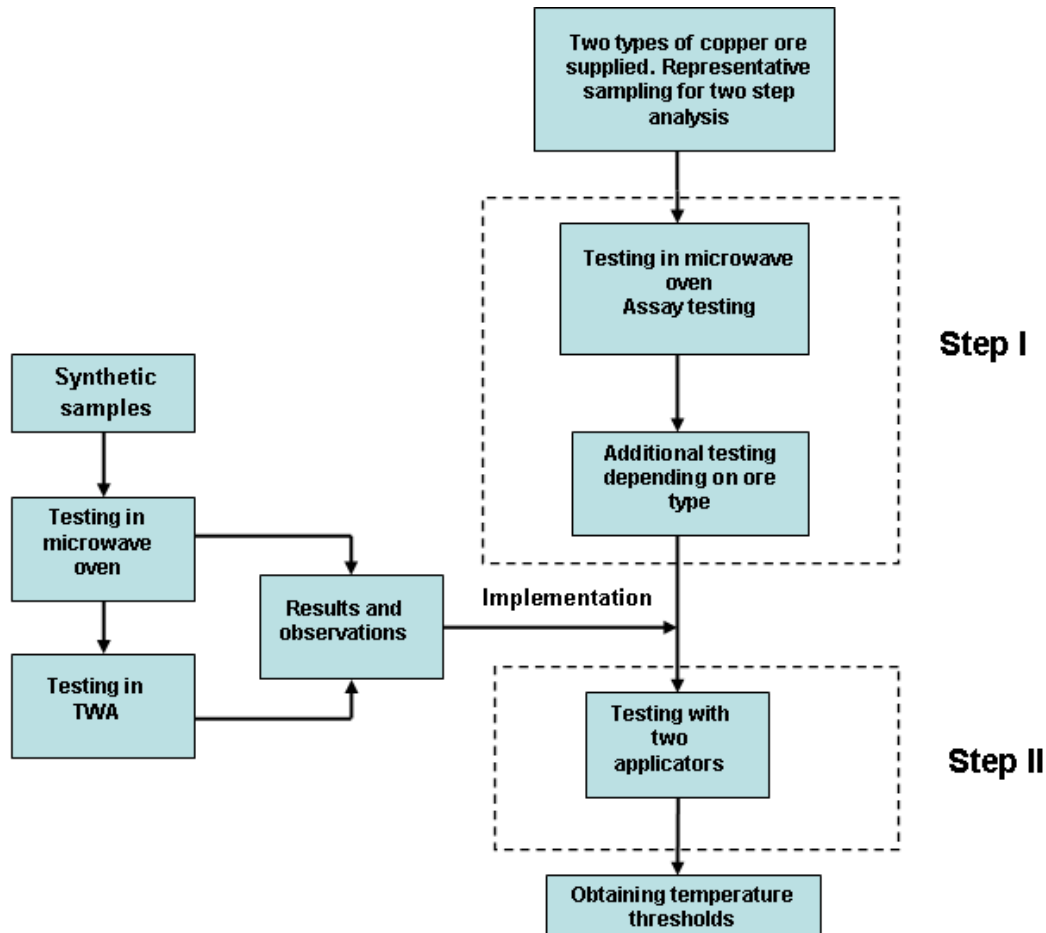 Two types of copper ore
supplied. Representative
sampling for two step
analysis
Testing in microwave
oven
Assay testing
Step I
Synthetic
samples
Additional testing
depending on ore
type
Testing in
microwave
oven
Results and
observations
Implementation
Testing in
TWA
Testing with
two
applicators
Step II
Obtaining temperature
thresholds